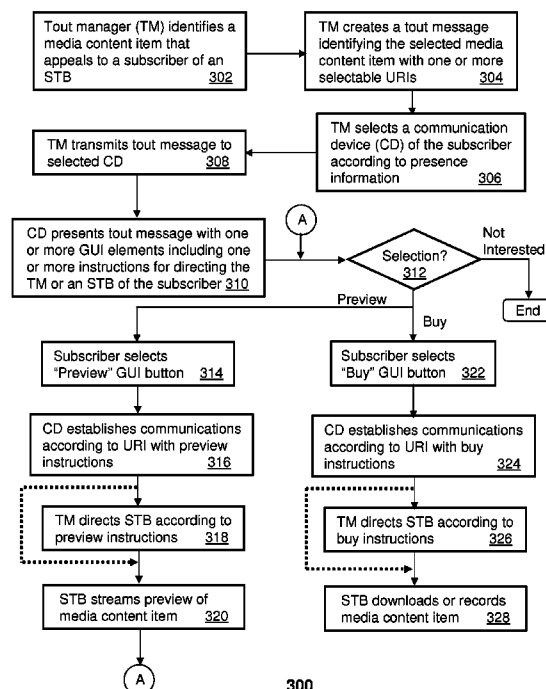 Tout manager (TM) identifies a
media content item that
appeals to a subscriber of an
STB 302
TM creates a tout message
identifying the selected media
content item with one or more
selectable URIs 304
TM selects a communication
device (CD) of the subscriber
according to presence
information 306
TM transmits tout message to
selected CD 308
CD presents tout message with one
or more GUI elements including one
or more instructions for directing the
TM or an STB of the subscriber 310
A
Selection?
312
Not
Interested
End
Preview
Buy
Subscriber selects
"Preview" GUI button 314
Subscriber selects
"Buy" GUI button 322
CD establishes communications
according to URI with preview
instructions 316
CD establishes communications
according to URI with buy
instructions 324
TM directs STB according to
preview instructions 318
TM directs STB according to
buy instructions 326
STB streams preview of
media content item 320
STB downloads or records
media content item 328
A
300